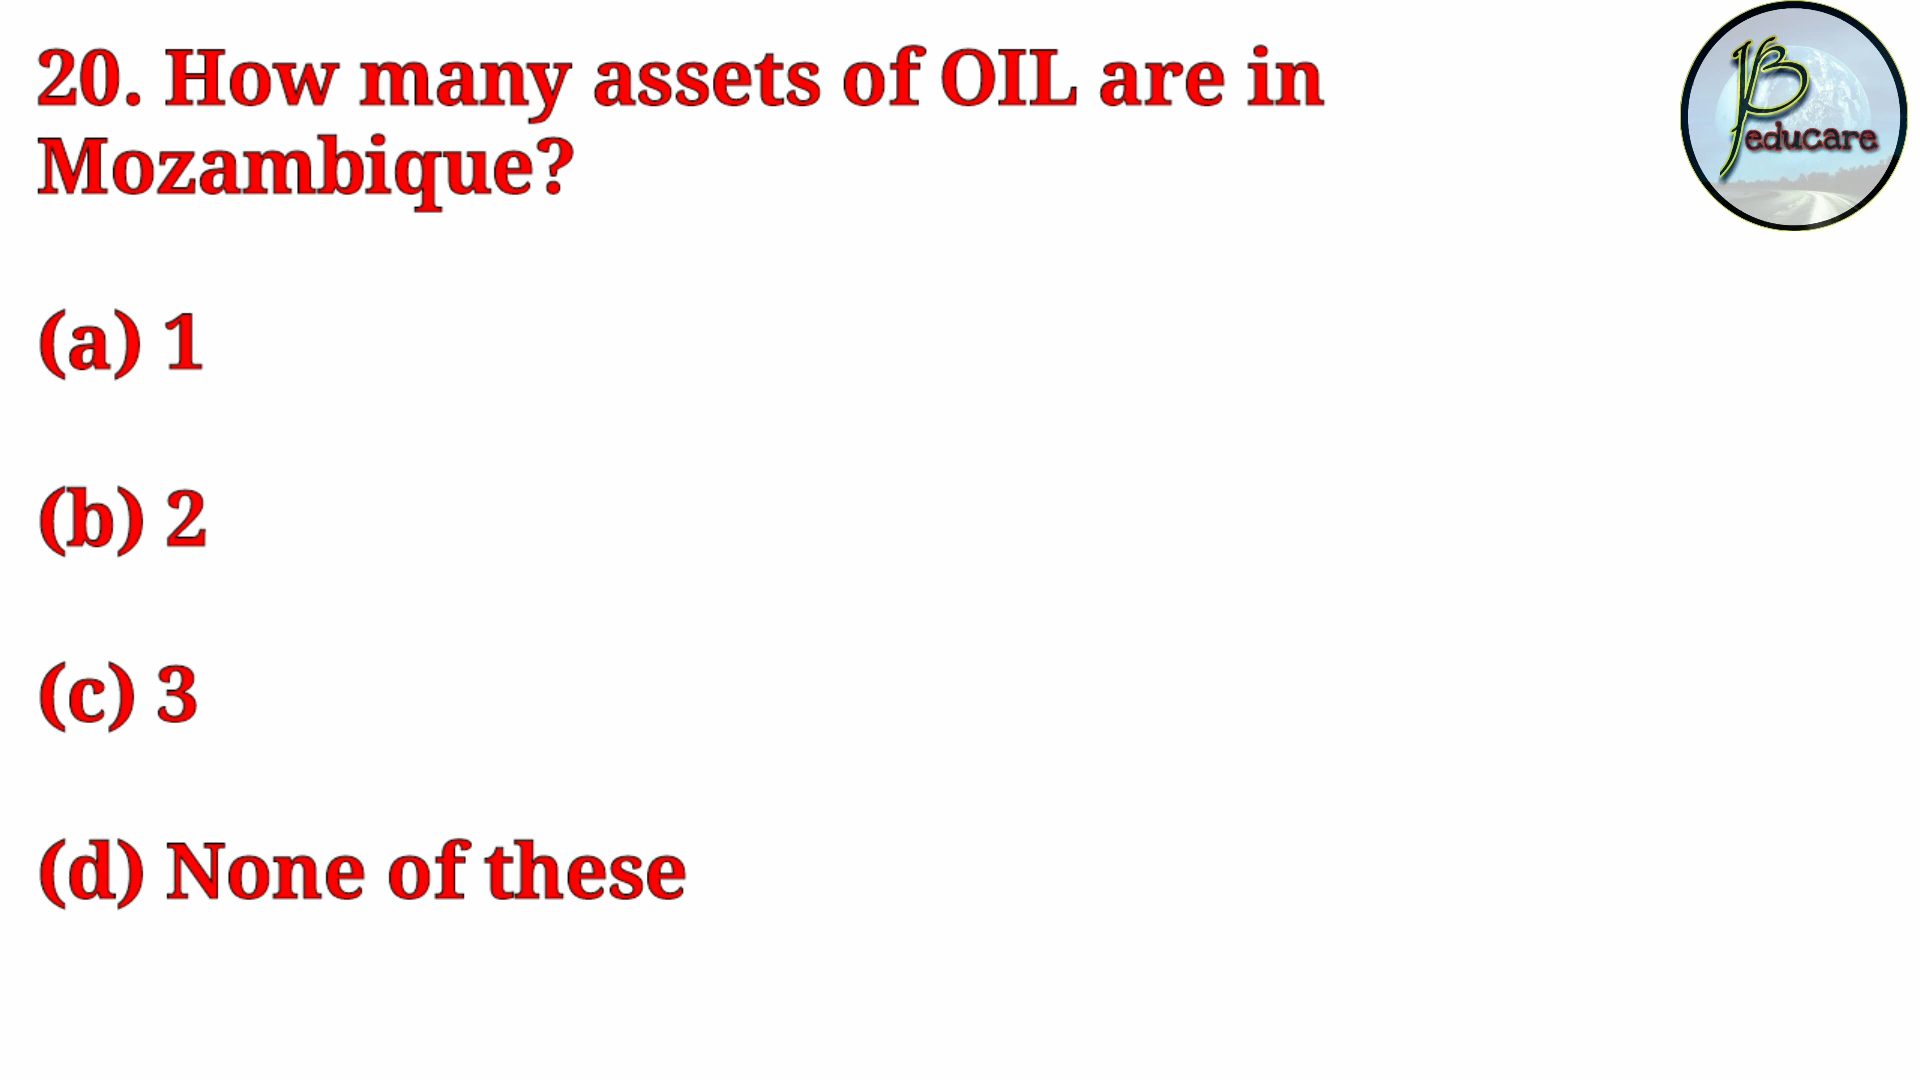 20. How many assets of OIL are in
Mozambique?
(a) 1
(b) 2
(c) 3
(d) None of these
educare